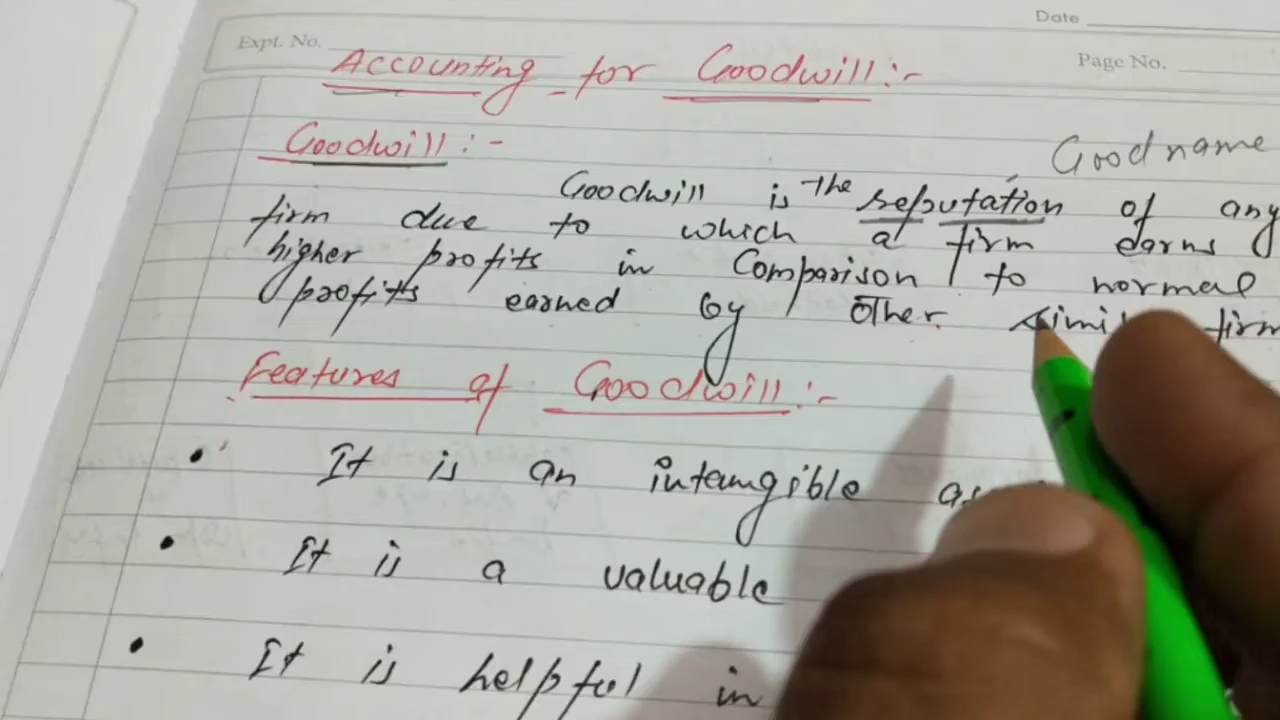 Date
Expt. No.
Page No.
Accounting for Goodwill :-
Goodwill :-
Good name
Goodwill is the reputation of any
firm due to which a firm earns
higher profits in Comparison to normal
profits earned by other firm
Features of Goodwill :-
• It is an intangible
• It is a valuable
• It is helpful in